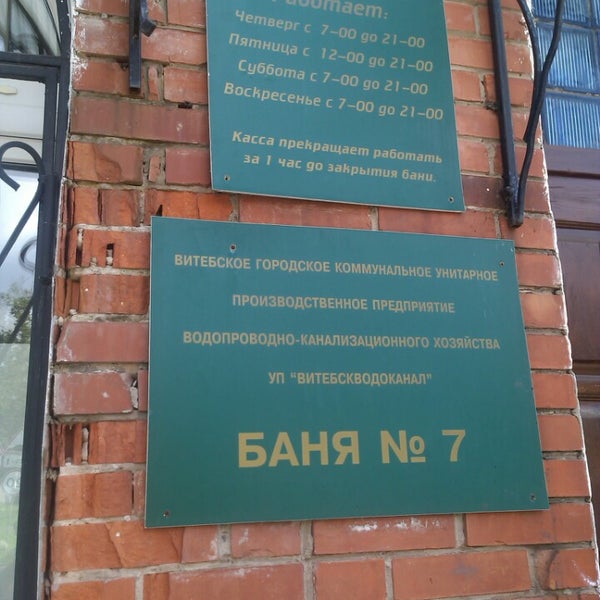 Работает:
Четверг с 7-00 до 21-00
Пятница с 12-00 до 21-00
Суббота с 7-00 до 21-00
Воскресенье с 7-00 до 21-00
Касса прекращает работать
за 1 час до закрытия бани.
ВИТЕБСКОЕ ГОРОДСКОЕ КОММУНАЛЬНОЕ УНИТАРНОЕ
ПРОИЗВОДСТВЕННОЕ ПРЕДПРИЯТИЕ
ВОДОПРОВОДНО-КАНАЛИЗАЦИОННОГО ХОЗЯЙСТВА
УП "ВИТЕБСКВОДОКАНАЛ"
БАНЯ № 7